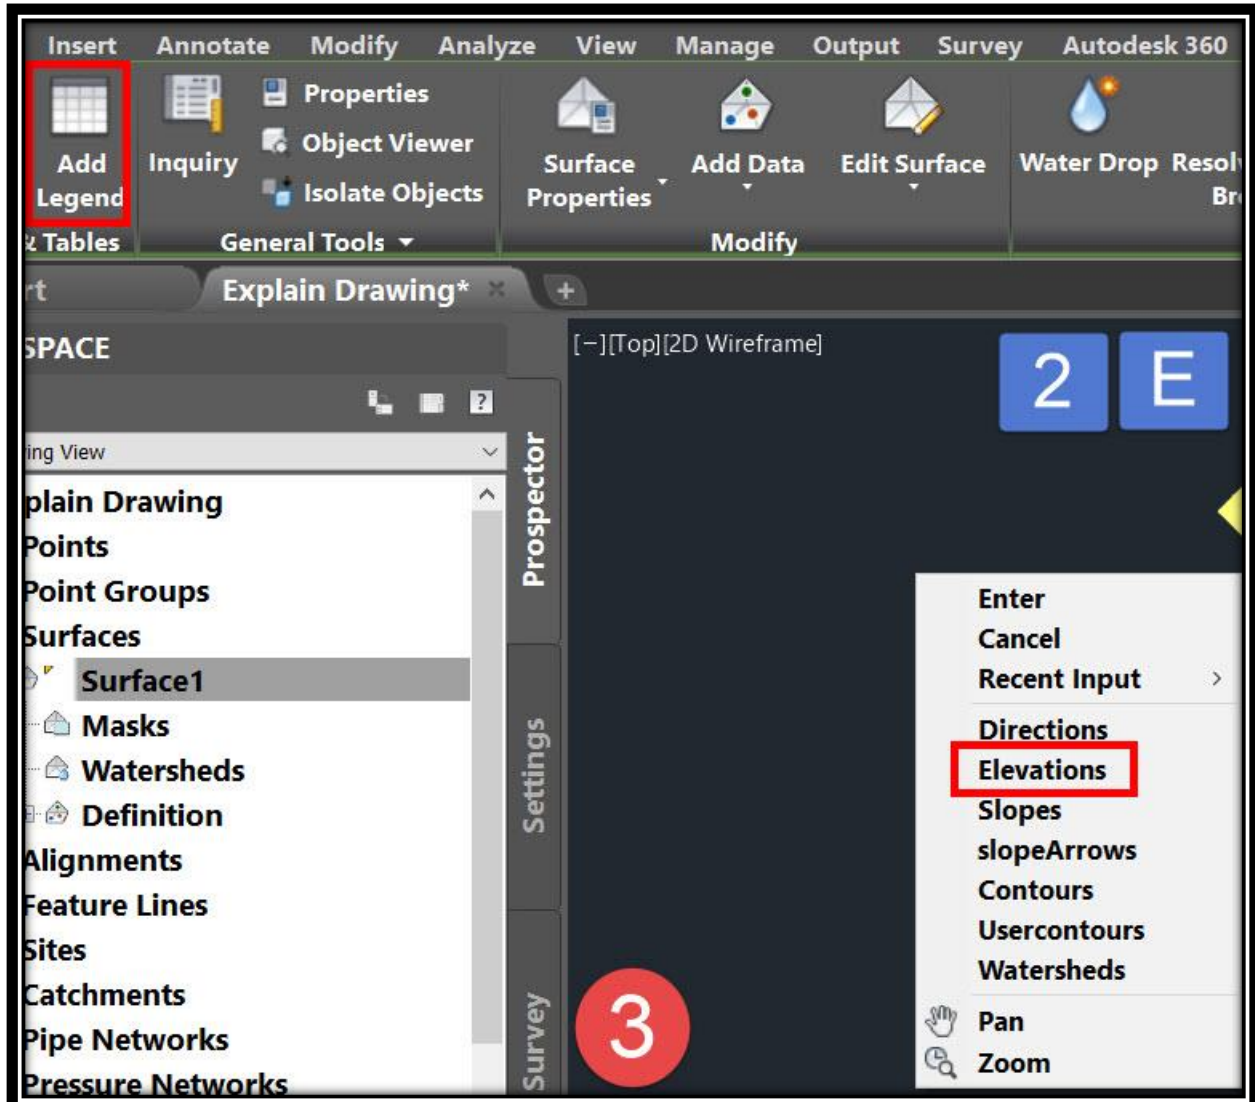 Insert Annotate Modify Analyze View Manage Output Survey Autodesk 360
Add Legend
Inquiry
Properties
Object Viewer
Isolate Objects
Surface Properties
Add Data
Edit Surface
Water Drop
& Tables
General Tools
Modify
Explain Drawing*
+
[−][Top][2D Wireframe]
2 E
SPACE
?
ing View
plain Drawing
Points
Point Groups
Surfaces
Surface1
Masks
Watersheds
Definition
Alignments
Feature Lines
Sites
Catchments
Pipe Networks
Pressure Networks
Prospector
Settings
Survey
3
Enter
Cancel
Recent Input >
Directions
Elevations
Slopes
slopeArrows
Contours
Usercontours
Watersheds
Pan
Zoom